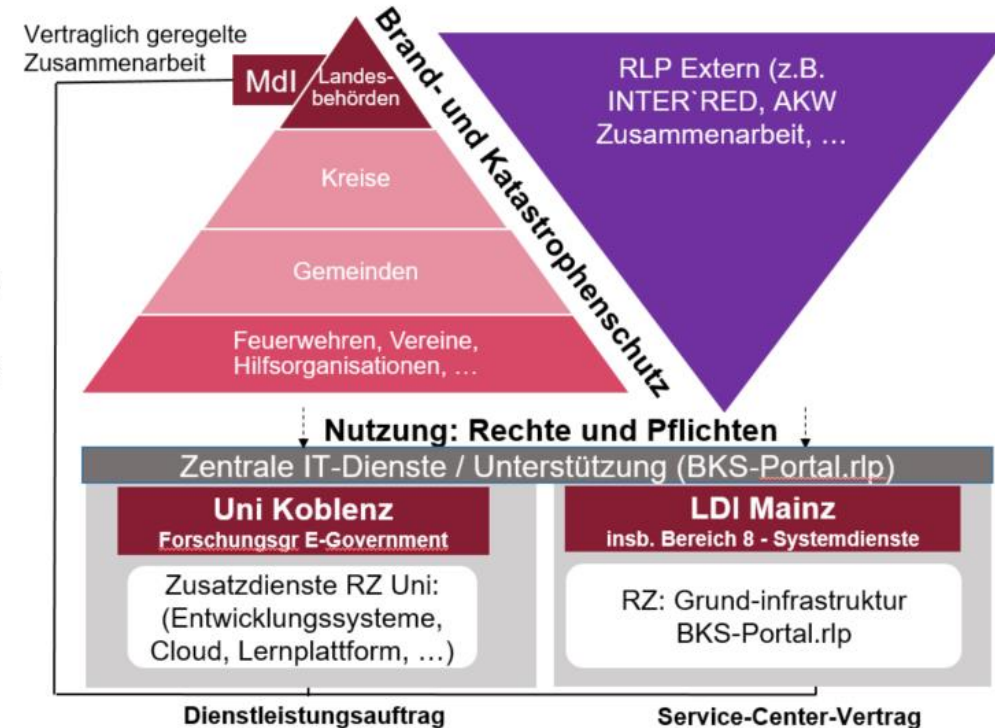 Vertraglich geregelte
Zusammenarbeit
MdI
Landes-
behörden
Kreise
Gemeinden
Feuerwehren, Vereine,
Hilfsorganisationen, …
Brand- und Katastrophenschutz
RLP Extern (z.B.
INTER`RED, AKW
Zusammenarbeit, …
Nutzung: Rechte und Pflichten
Zentrale IT-Dienste / Unterstützung (BKS-Portal.rlp)
Uni Koblenz
Forschungsgr E-Government
Zusatzdienste RZ Uni:
(Entwicklungssysteme,
Cloud, Lernplattform, …)
LDI Mainz
insb. Bereich 8 - Systemdienste
RZ: Grund-infrastruktur
BKS-Portal.rlp
Dienstleistungsauftrag
Service-Center-Vertrag